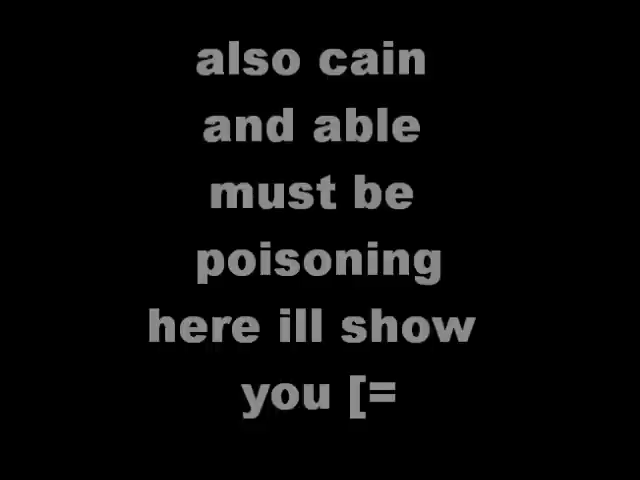 also cain
and able
must be
poisoning
here ill show
you [=